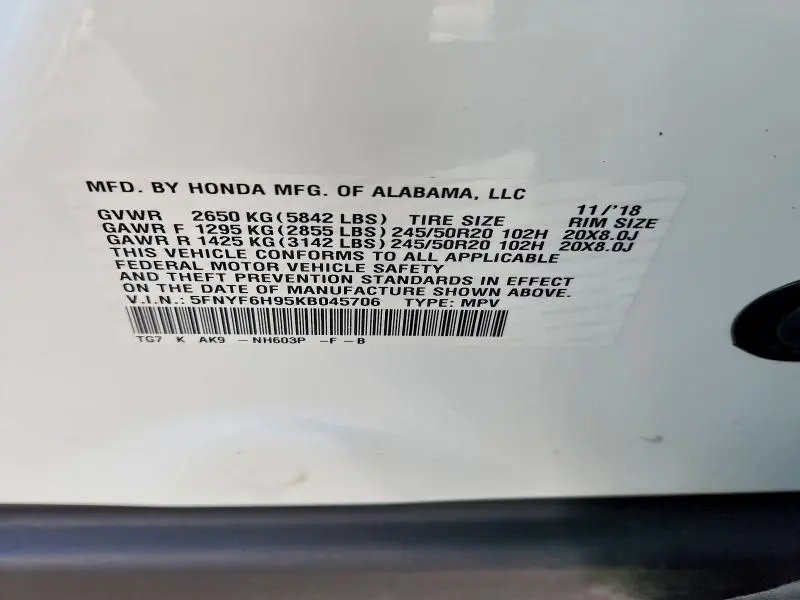 MFD. BY HONDA MFG. OF ALABAMA, LLC 11/'18
GVWR 2650 KG(5842 LBS) TIRE SIZE RIM SIZE
GAWR F 1295 KG(2855 LBS)245/50R20 102H 20X8.0J
GAWR R 1425 KG(3142 LBS)245/50R20 102H 20X8.0J
THIS VEHICLE CONFORMS TO ALL APPLICABLE
FEDERAL MOTOR VEHICLE SAFETY
AND THEFT PREVENTION STANDARDS IN EFFECT
ON THE DATE OF MANUFACTURE SHOWN ABOVE.
V.I.N.: 5FNYF6H95KB045706 TYPE: MPV
TG7 K AK9 -NH603P -F-B